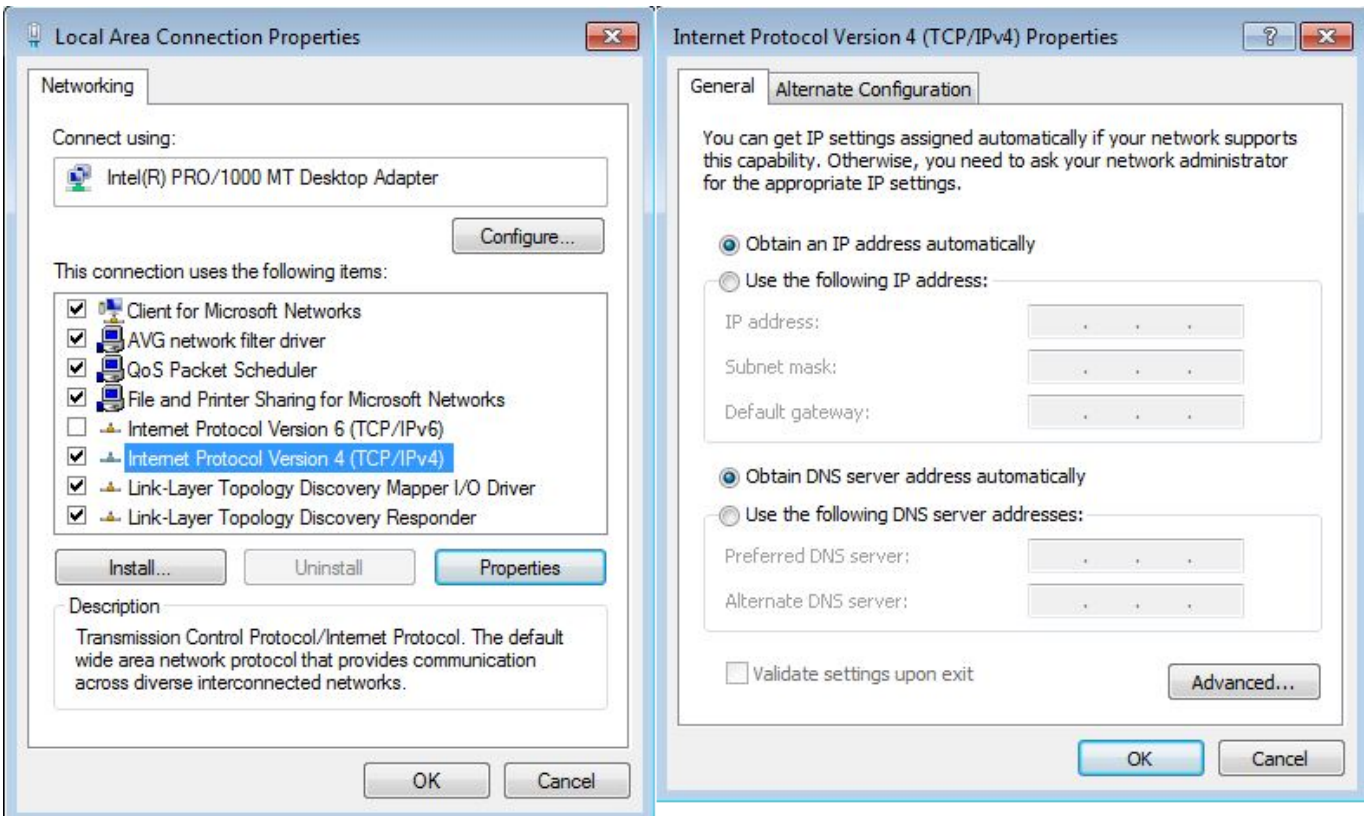 Local Area Connection Properties
Networking
Connect using:
Intel(R) PRO/1000 MT Desktop Adapter
Configure...
This connection uses the following items:
Client for Microsoft Networks
AVG network filter driver
QoS Packet Scheduler
File and Printer Sharing for Microsoft Networks
Internet Protocol Version 6 (TCP/IPv6)
Internet Protocol Version 4 (TCP/IPv4)
Link-Layer Topology Discovery Mapper I/O Driver
Link-Layer Topology Discovery Responder
Install...
Uninstall
Properties
Description
Transmission Control Protocol/Internet Protocol. The default
wide area network protocol that provides communication
across diverse interconnected networks.
OK
Cancel
Internet Protocol Version 4 (TCP/IPv4) Properties
General
Alternate Configuration
You can get IP settings assigned automatically if your network supports
this capability. Otherwise, you need to ask your network administrator
for the appropriate IP settings.
Obtain an IP address automatically
Use the following IP address:
IP address:
Subnet mask:
Default gateway:
Obtain DNS server address automatically
Use the following DNS server addresses:
Preferred DNS server:
Alternate DNS server:
Validate settings upon exit
Advanced...
OK
Cancel